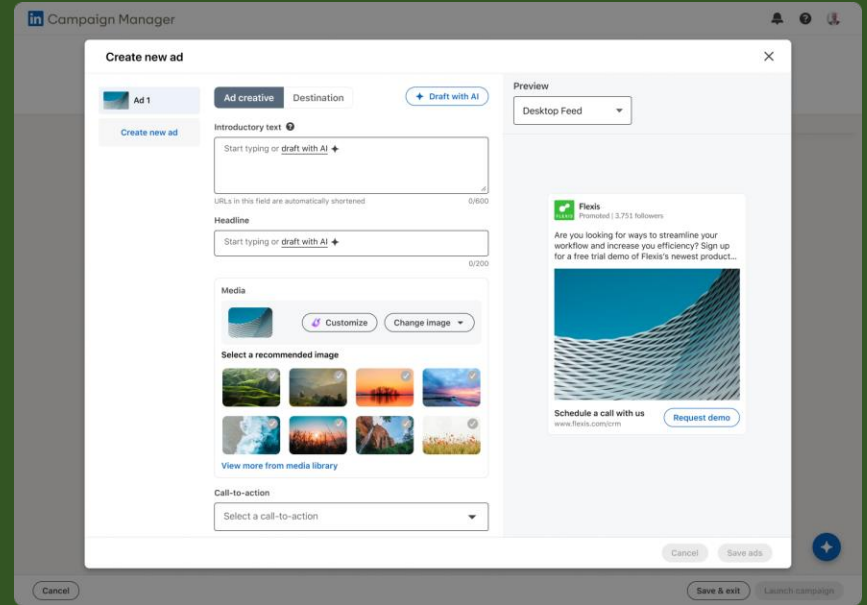 in Campaign Manager
Create new ad
Ad 1
Create new ad
Ad creative
Destination
Draft with AI
Introductory text
Start typing or draft with AI
URLs in this field are automatically shortened
0/600
Headline
Start typing or draft with AI
0/200
Media
Customize
Change image
Select a recommended image
View more from media library
Call-to-action
Select a call-to-action
Preview
Desktop Feed
FLEXIS
Flexis
Promoted | 3.751 followers
Are you looking for ways to streamline your
workflow and increase you efficiency? Sign up
for a free trial demo of Flexis's newest product...
Schedule a call with us
www.flexis.com/crm
Request demo
Cancel
Save ads
Cancel
Save & exit
Launch campaign